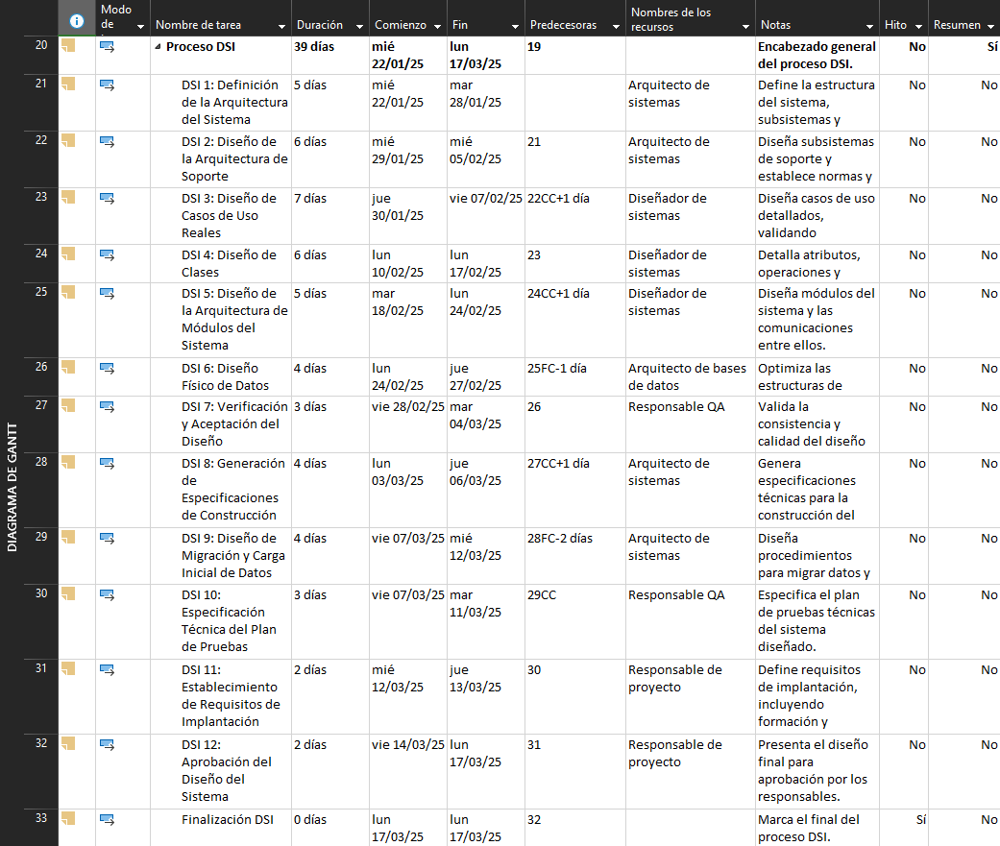 Modo de
Nombre de tarea
Duración
Comienzo
Fin
Predecesoras
Nombres de los recursos
Notas
Hito
Resumen
DIAGRAMA DE GANTT
20 Proceso DSI 39 días mié 22/01/25 lun 17/03/25 19 Encabezado general del proceso DSI. No Sí
21 DSI 1: Definición de la Arquitectura del Sistema 5 días mié 22/01/25 mar 28/01/25 Arquitecto de sistemas Define la estructura del sistema, subsistemas y No No
22 DSI 2: Diseño de la Arquitectura de Soporte 6 días mié 29/01/25 mié 05/02/25 21 Arquitecto de sistemas Diseña subsistemas de soporte y establece normas y No No
23 DSI 3: Diseño de Casos de Uso Reales 7 días jue 30/01/25 vie 07/02/25 22CC+1 día Diseñador de sistemas Diseña casos de uso detallados, validando No No
24 DSI 4: Diseño de Clases 6 días lun 10/02/25 lun 17/02/25 23 Diseñador de sistemas Detalla atributos, operaciones y No No
25 DSI 5: Diseño de la Arquitectura de Módulos del Sistema 5 días mar 18/02/25 lun 24/02/25 24CC+1 día Diseñador de sistemas Diseña módulos del sistema y las comunicaciones entre ellos. No No
26 DSI 6: Diseño Físico de Datos 4 días lun 24/02/25 jue 27/02/25 25FC-1 día Arquitecto de bases de datos Optimiza las estructuras de No No
27 DSI 7: Verificación y Aceptación del Diseño 3 días vie 28/02/25 mar 04/03/25 26 Responsable QA Valida la consistencia y calidad del diseño No No
28 DSI 8: Generación de Especificaciones de Construcción 4 días lun 03/03/25 jue 06/03/25 27CC+1 día Arquitecto de sistemas Genera especificaciones técnicas para la construcción del No No
29 DSI 9: Diseño de Migración y Carga Inicial de Datos 4 días vie 07/03/25 mié 12/03/25 28FC-2 días Arquitecto de sistemas Diseña procedimientos para migrar datos y No No
30 DSI 10: Especificación Técnica del Plan de Pruebas 3 días vie 07/03/25 mar 11/03/25 29CC Responsable QA Especifica el plan de pruebas técnicas del sistema diseñado. No No
31 DSI 11: Establecimiento de Requisitos de Implantación 2 días mié 12/03/25 jue 13/03/25 30 Responsable de proyecto Define requisitos de implantación, incluyendo formación y No No
32 DSI 12: Aprobación del Diseño del Sistema 2 días vie 14/03/25 lun 17/03/25 31 Responsable de proyecto Presenta el diseño final para aprobación por los responsables. No No
33 Finalización DSI 0 días lun 17/03/25 lun 17/03/25 32 Marca el final del proceso DSI. Sí No